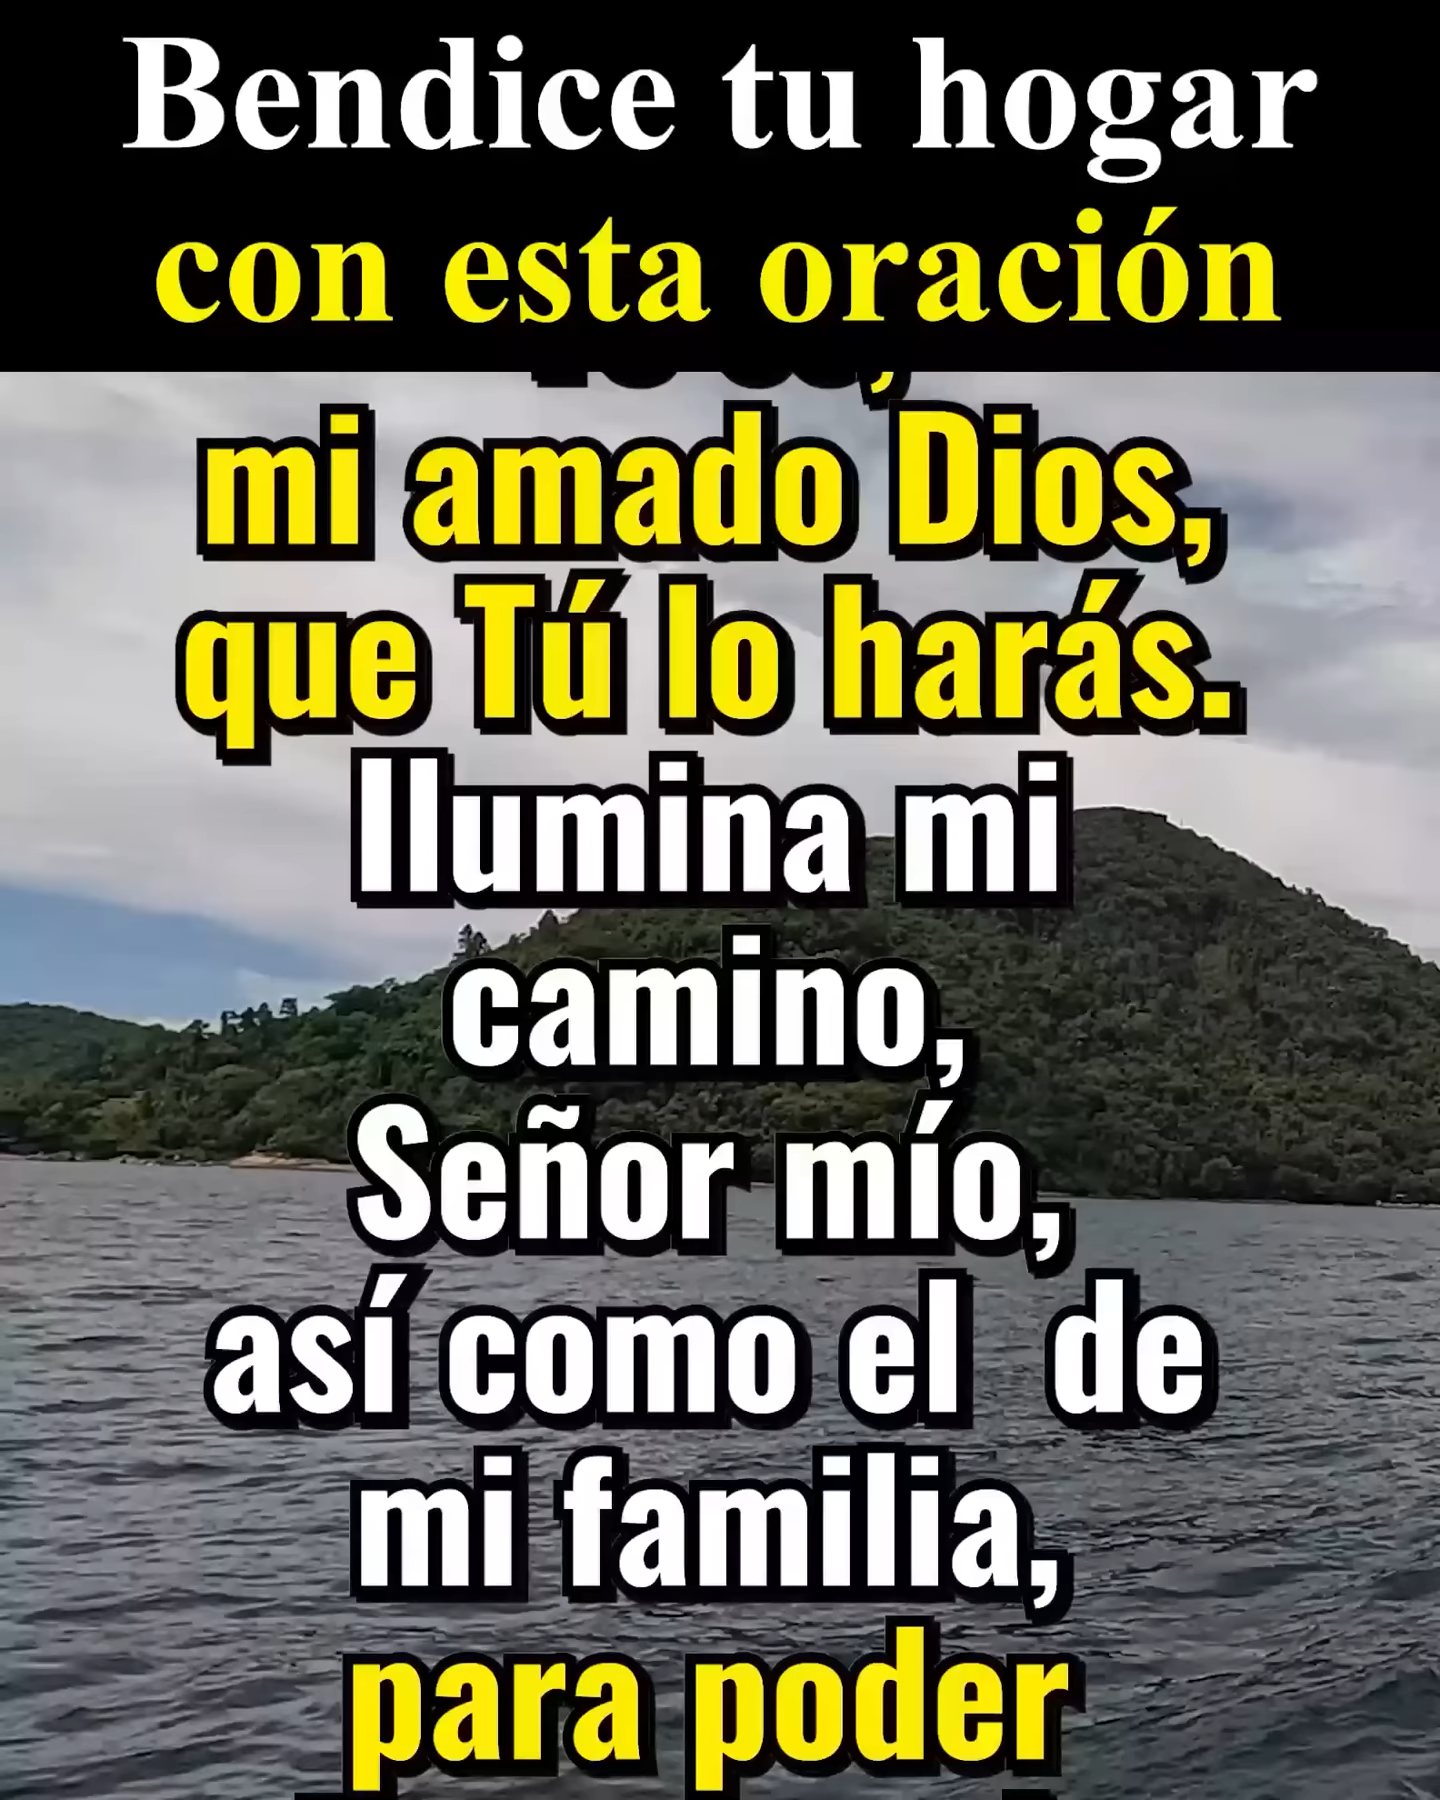 Bendice tu hogar
con esta oración
mi amado Dios,
que Tú lo harás.
Ilumina mi
camino,
Señor mío,
así como el  de
mi familia,
para poder